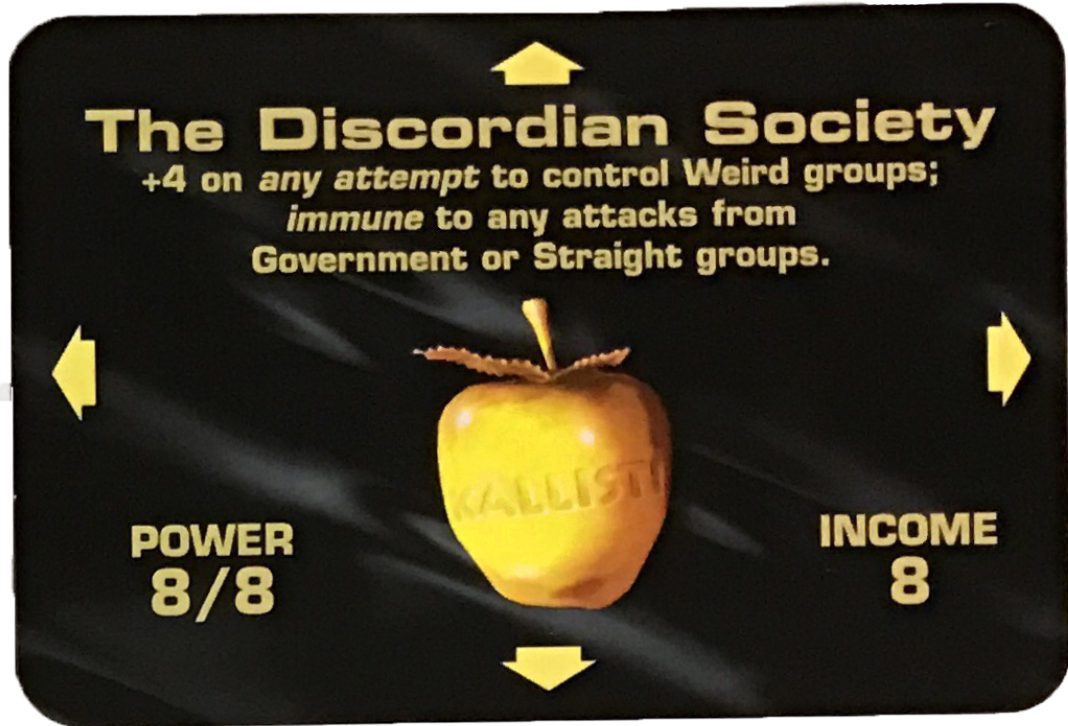 The Discordian Society
+4 on any attempt to control Weird groups;
immune to any attacks from
Government or Straight groups.
KALLISTI
POWER
8/8
INCOME
8